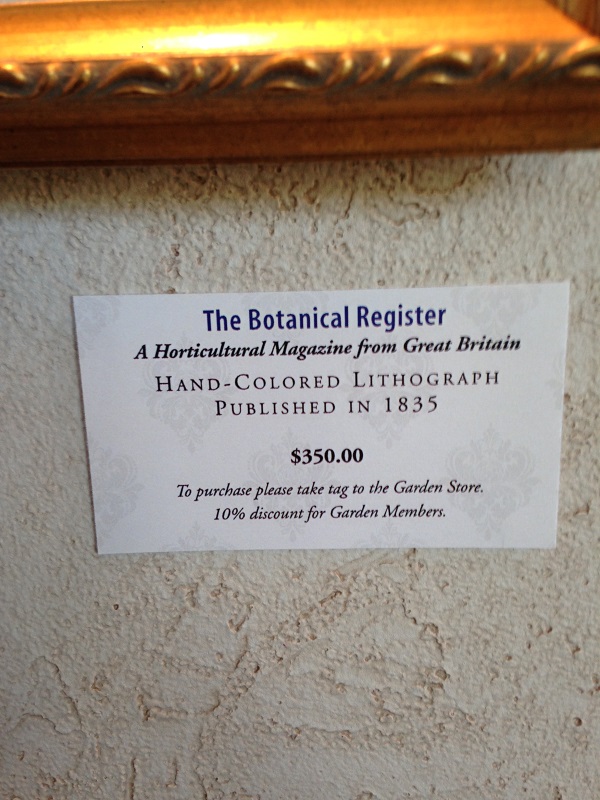 The Botanical Register
A Horticultural Magazine from Great Britain
HAND-COLORED LITHOGRAPH
PUBLISHED IN 1835
$350.00
To purchase please take tag to the Garden Store.
10% discount for Garden Members.